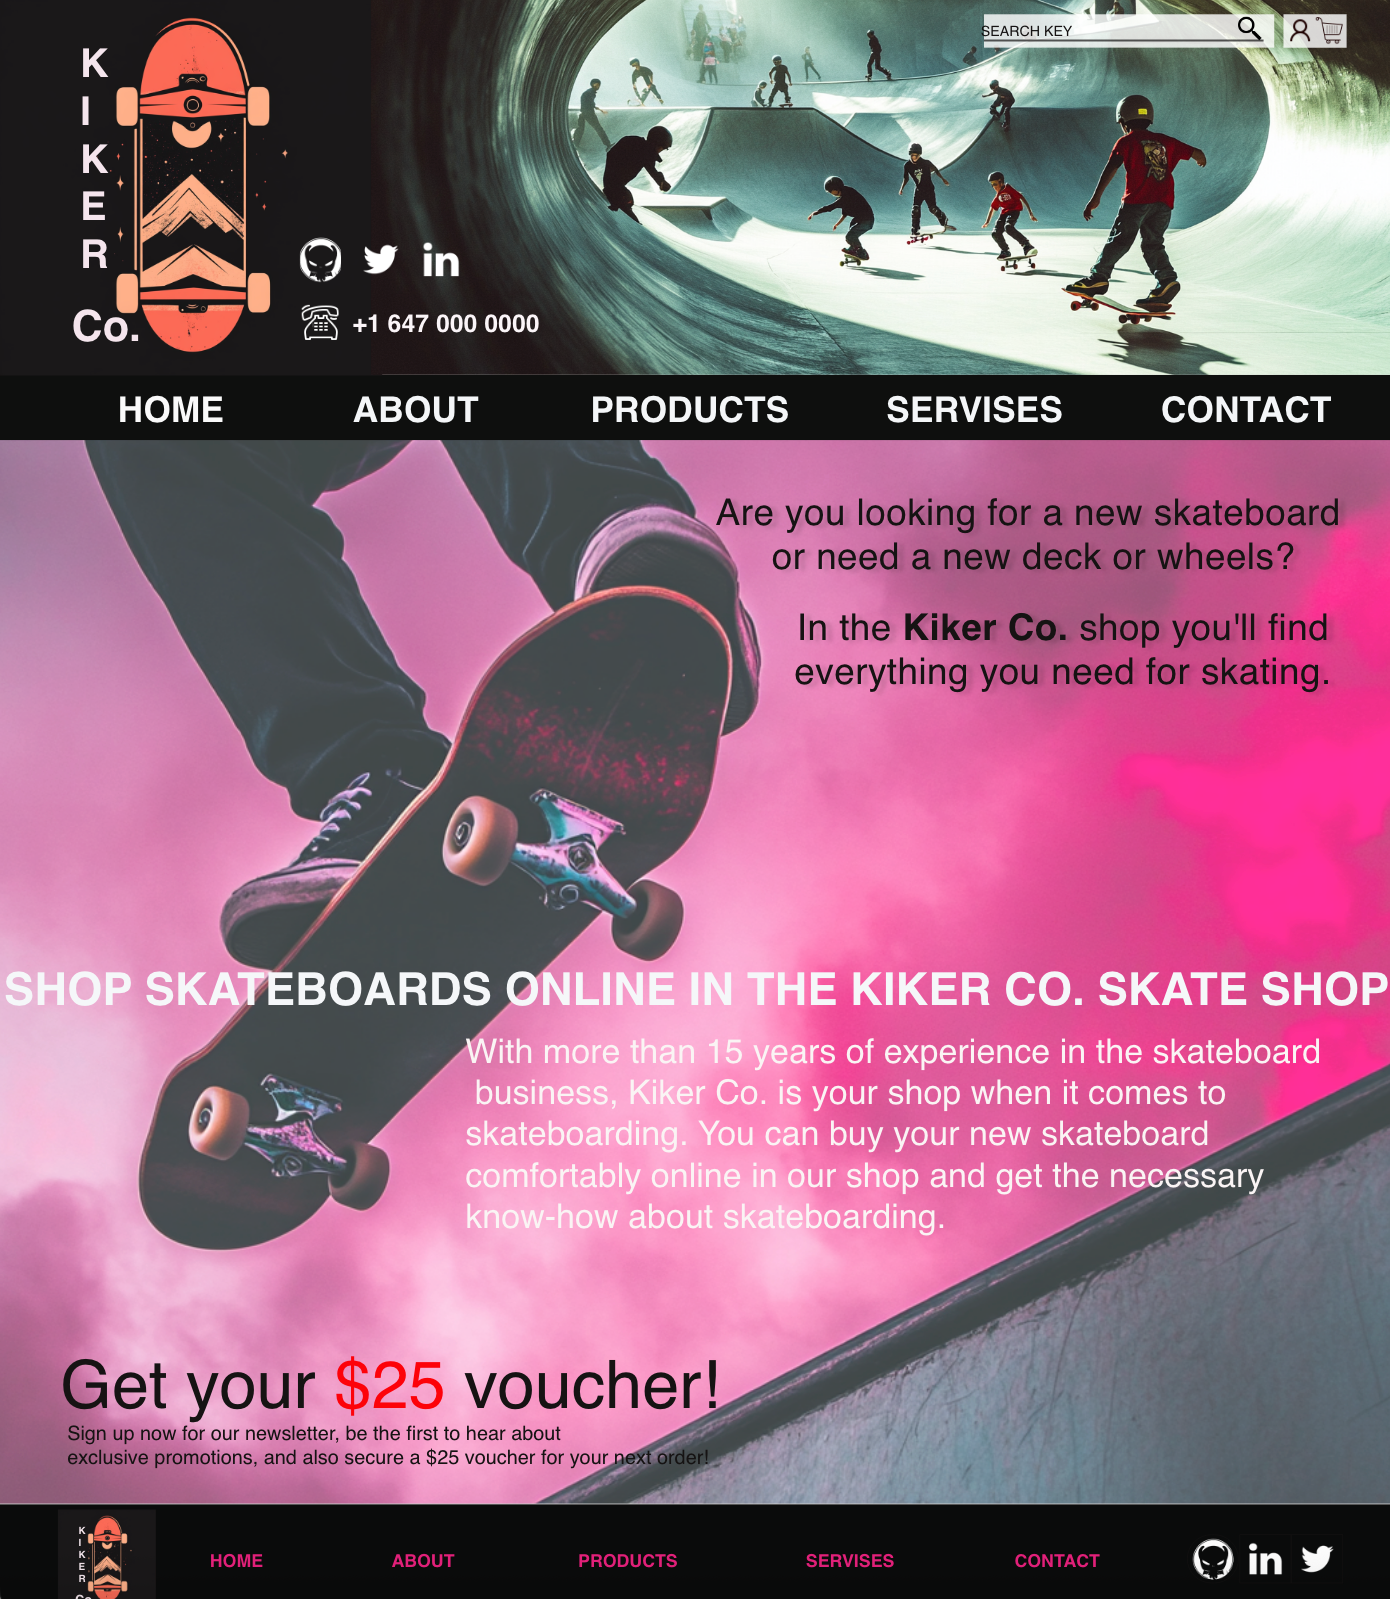 K
I
K
E
R
Co.
SEARCH KEY
+1 647 000 0000
HOME ABOUT PRODUCTS SERVISES CONTACT
Are you looking for a new skateboard
or need a new deck or wheels?
In the Kiker Co. shop you'll find
everything you need for skating.
SHOP SKATEBOARDS ONLINE IN THE KIKER CO. SKATE SHOP
With more than 15 years of experience in the skateboard
business, Kiker Co. is your shop when it comes to
skateboarding. You can buy your new skateboard
comfortably online in our shop and get the necessary
know-how about skateboarding.
Get your $25 voucher!
Sign up now for our newsletter, be the first to hear about
exclusive promotions, and also secure a $25 voucher for your next order!
K
I
K
E
R
Co.
HOME ABOUT PRODUCTS SERVISES CONTACT
in
in